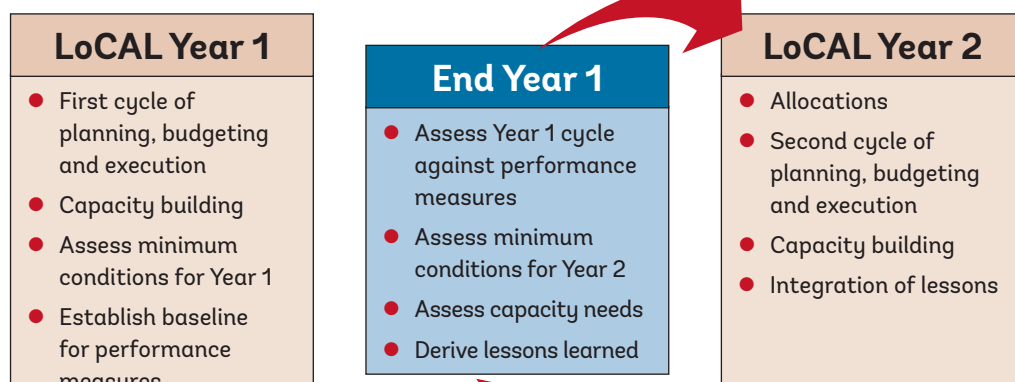 LoCAL Year 1
● First cycle of
planning, budgeting
and execution
● Capacity building
● Assess minimum
conditions for Year 1
● Establish baseline
for performance
measures
End Year 1
● Assess Year 1 cycle
against performance
measures
● Assess minimum
conditions for Year 2
● Assess capacity needs
● Derive lessons learned
LoCAL Year 2
● Allocations
● Second cycle of
planning, budgeting
and execution
● Capacity building
● Integration of lessons